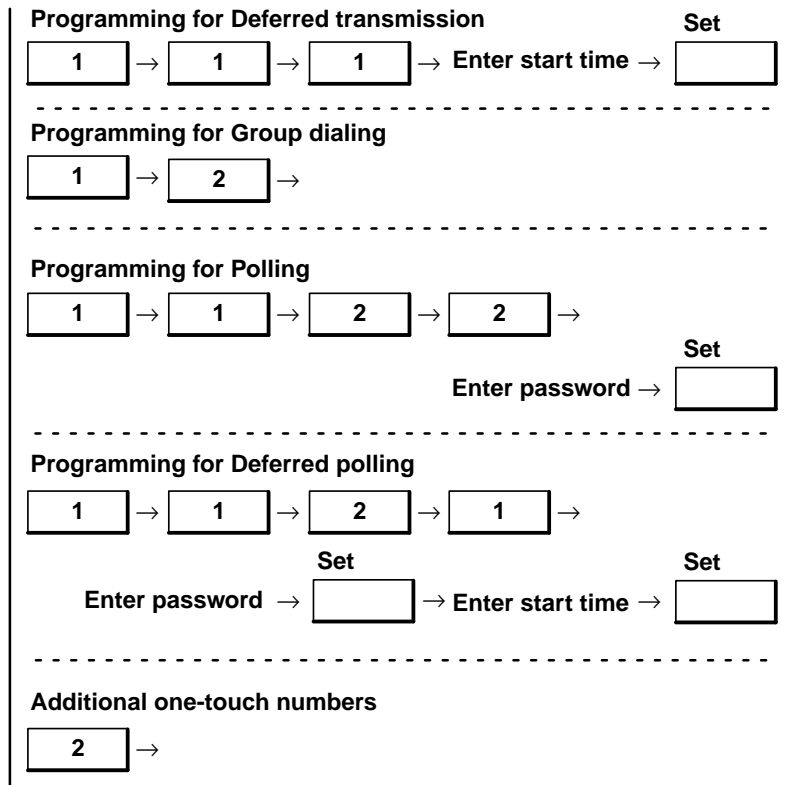 Programming for Deferred transmission
Set
1 → 1 → 1 → Enter start time →
Programming for Group dialing
1 → 2 →
Programming for Polling
1 → 1 → 2 → 2 →
Set
Enter password →
Programming for Deferred polling
1 → 1 → 2 → 1 →
Set Set
Enter password → → Enter start time →
Additional one-touch numbers
2 →